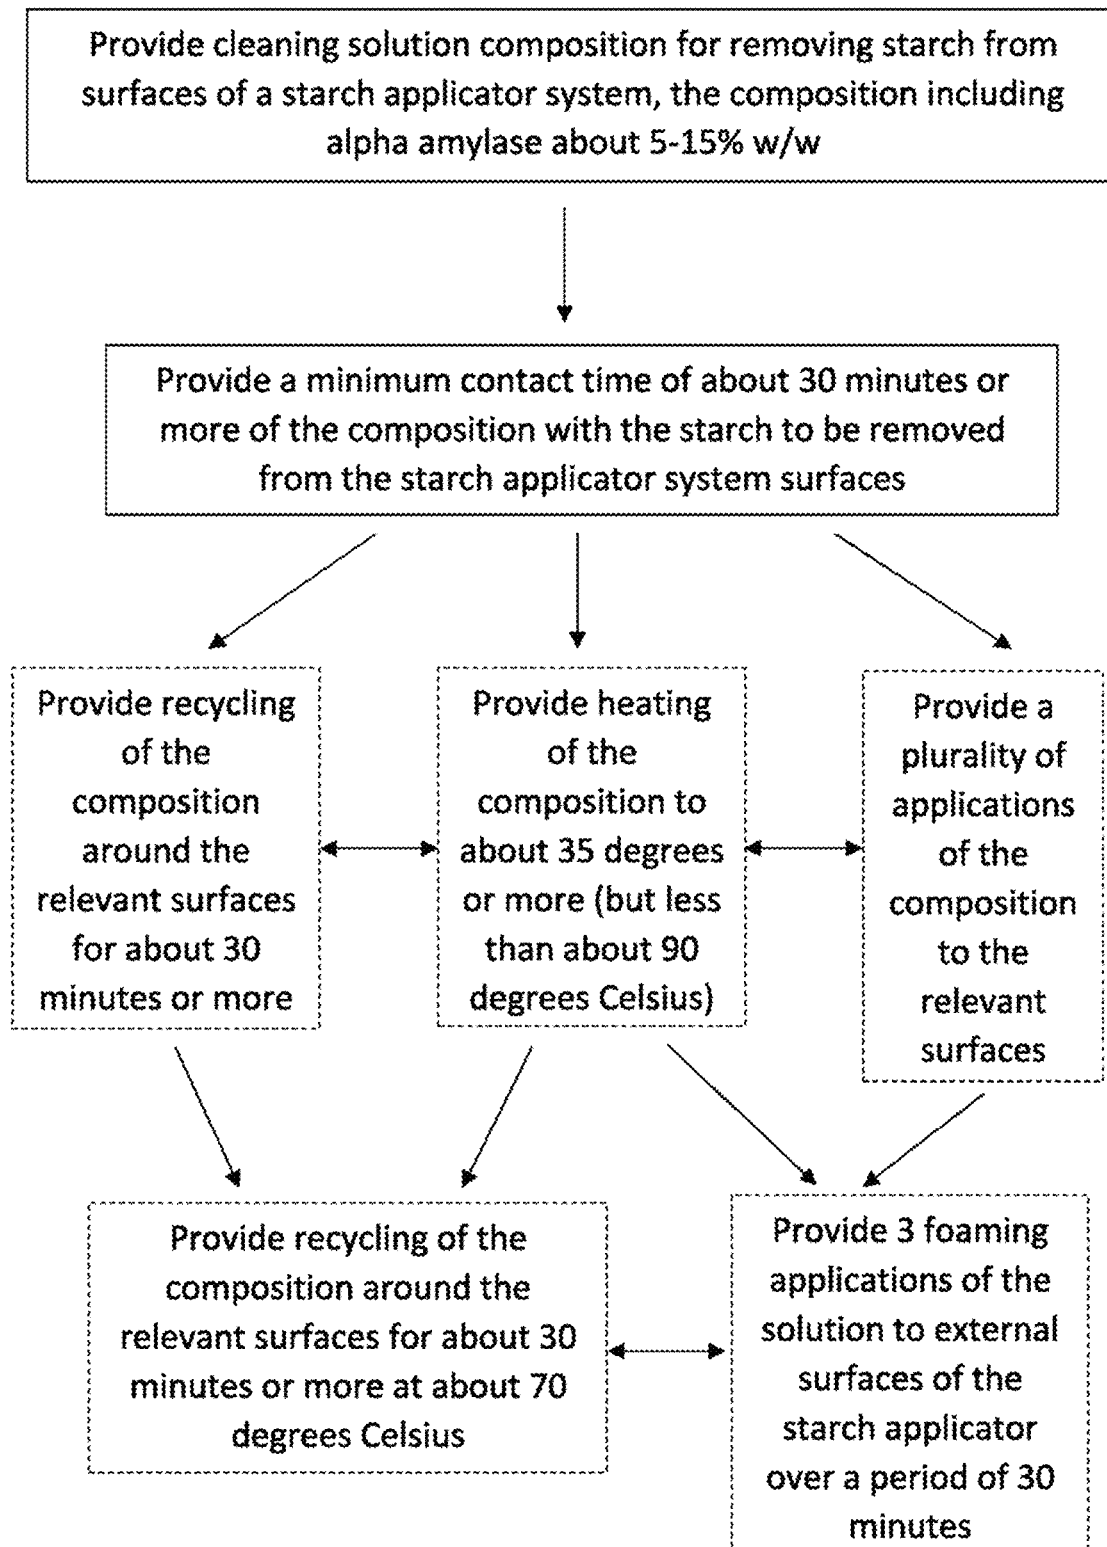 Provide cleaning solution composition for removing starch from
surfaces of a starch applicator system, the composition including
alpha amylase about 5-15% w/w
Provide a minimum contact time of about 30 minutes or
more of the composition with the starch to be removed
from the starch applicator system surfaces
Provide recycling
of the
composition
around the
relevant surfaces
for about 30
minutes or more
Provide heating
of the
composition to
about 35 degrees
or more (but less
than about 90
degrees Celsius)
Provide a
plurality of
applications
of the
composition
to the
relevant
surfaces
Provide recycling of the
composition around the
relevant surfaces for about 30
minutes or more at about 70
degrees Celsius
Provide 3 foaming
applications of the
solution to external
surfaces of the
starch applicator
over a period of 30
minutes